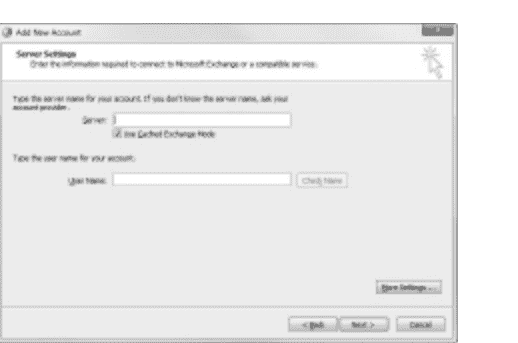 Add New Account
Server Settings
Enter the information required to connect to Microsoft Exchange or a compatible service.
Type the server name for your account. If you don't know the server name, ask your
account provider.
Server:
Use Cached Exchange Mode
Type the user name for your account.
User Name:
Check Name
More Settings ...
< Back
Next >
Cancel